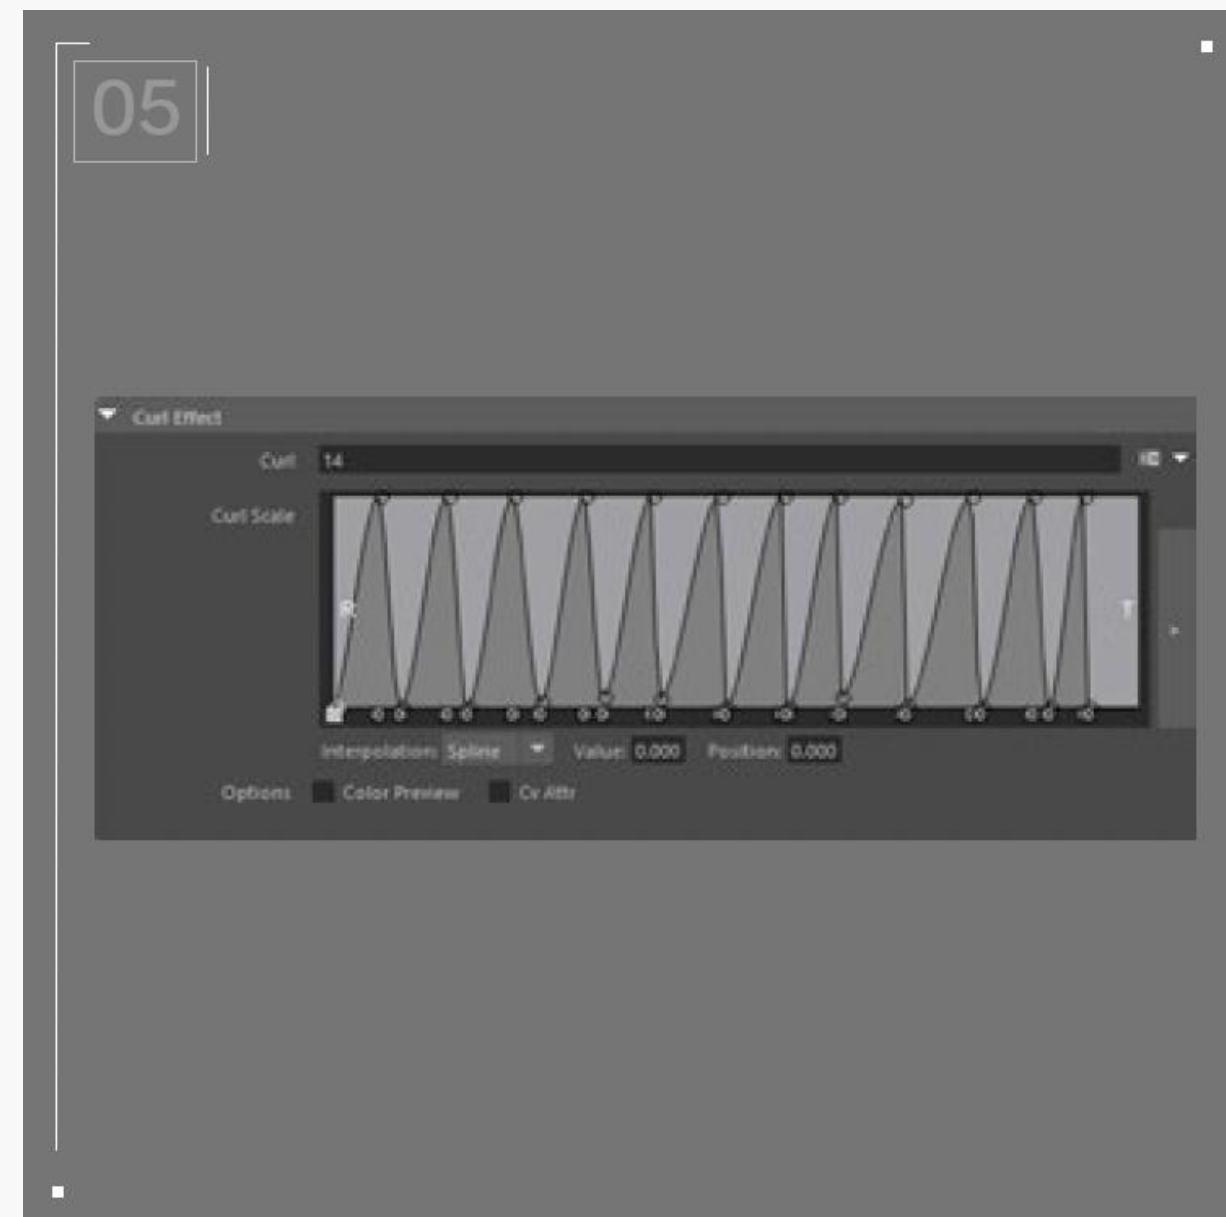 05
Curl Effect
Curl 14
Curl Scale
R T
Interpolation: Spline Value: 0.000 Position: 0.000
Options Color Preview Cv Attr